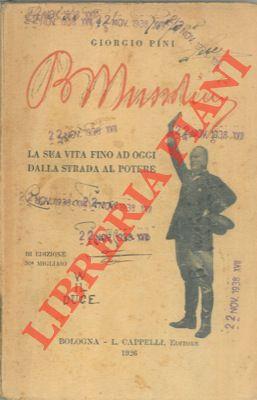 22 NOV. 1938 XVII
GIORGIO PINI
B Mussolini
22 NOV. 1938 XVII
LA SUA VITA FINO AD OGGI
DALLA STRADA AL POTERE
22 NOV. 1938 XVII
22 NOV. 1938 XVII
III EDIZIONE
30° MIGLIAIO
W
IL
DUCE
22 NOV. 1938 XVII
BOLOGNA - L. CAPPELLI, EDITORE
1926
LIBRERIA PIANI